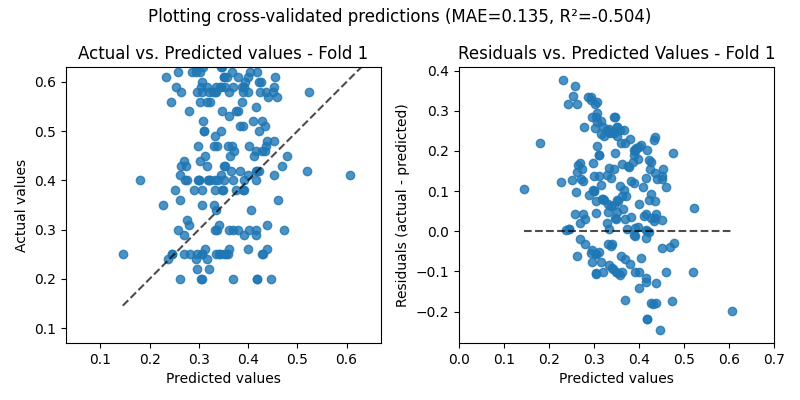 Plotting cross-validated predictions (MAE=0.135, R²=-0.504)
Actual vs. Predicted values - Fold 1
Actual values
0.6
0.5
0.4
0.3
0.2
0.1
0.1 0.2 0.3 0.4 0.5 0.6
Predicted values
Residuals vs. Predicted Values - Fold 1
Residuals (actual - predicted)
0.4
0.3
0.2
0.1
0.0
−0.1
−0.2
0.0 0.1 0.2 0.3 0.4 0.5 0.6 0.7
Predicted values